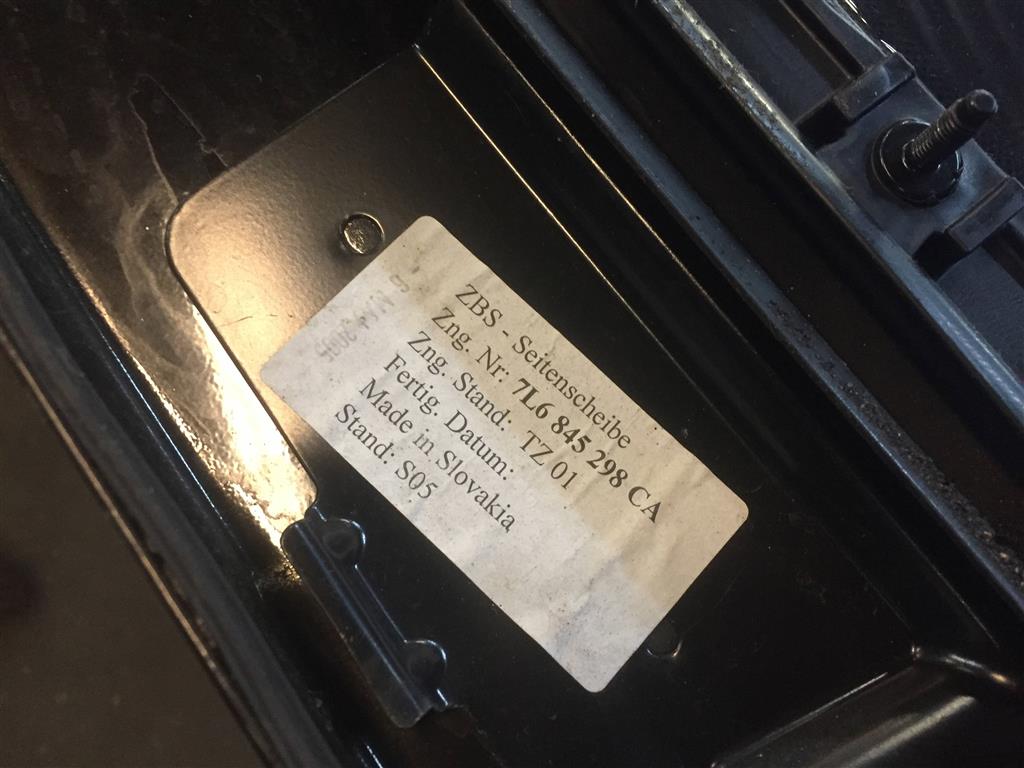 ZBS - Seitenscheibe
Zng. Nr: 7L6 845 298 CA
Zng. Stand: TZ 01
Fertig. Datum:
Made in Slovakia
Stand: S05